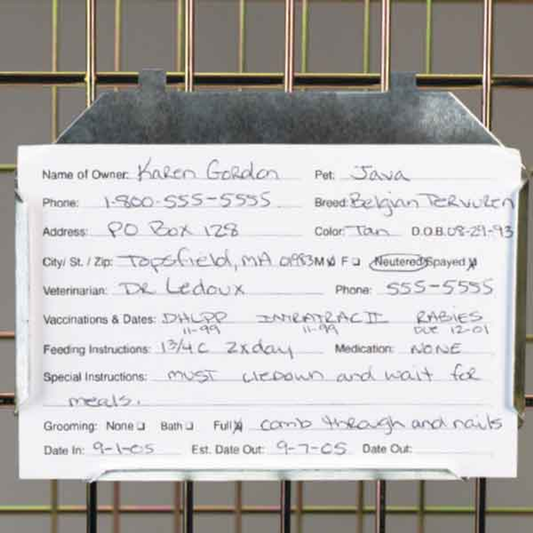 Name of Owner: Karen Gordon Pet: Java
Phone: 1-800-555-5555 Breed: Belgian Tervuren
Address: PO Box 128 Color: Tan D.O.B. 08-29-93
City/ St. / Zip: Topsfield, MA 01983 M F Neutered/Spayed
Veterinarian: DR Ledoux Phone: 555-5555
Vaccinations & Dates: DHLPP INTRATRAC II RABIES
11-99 11-99 DUE 12-01
Feeding Instructions: 1 3/4 C 2xday Medication: NONE
Special Instructions: MUST liedown and wait for
meals.
Grooming: None Bath Full comb through and nails
Date In: 9-1-05 Est. Date Out: 9-7-05 Date Out: